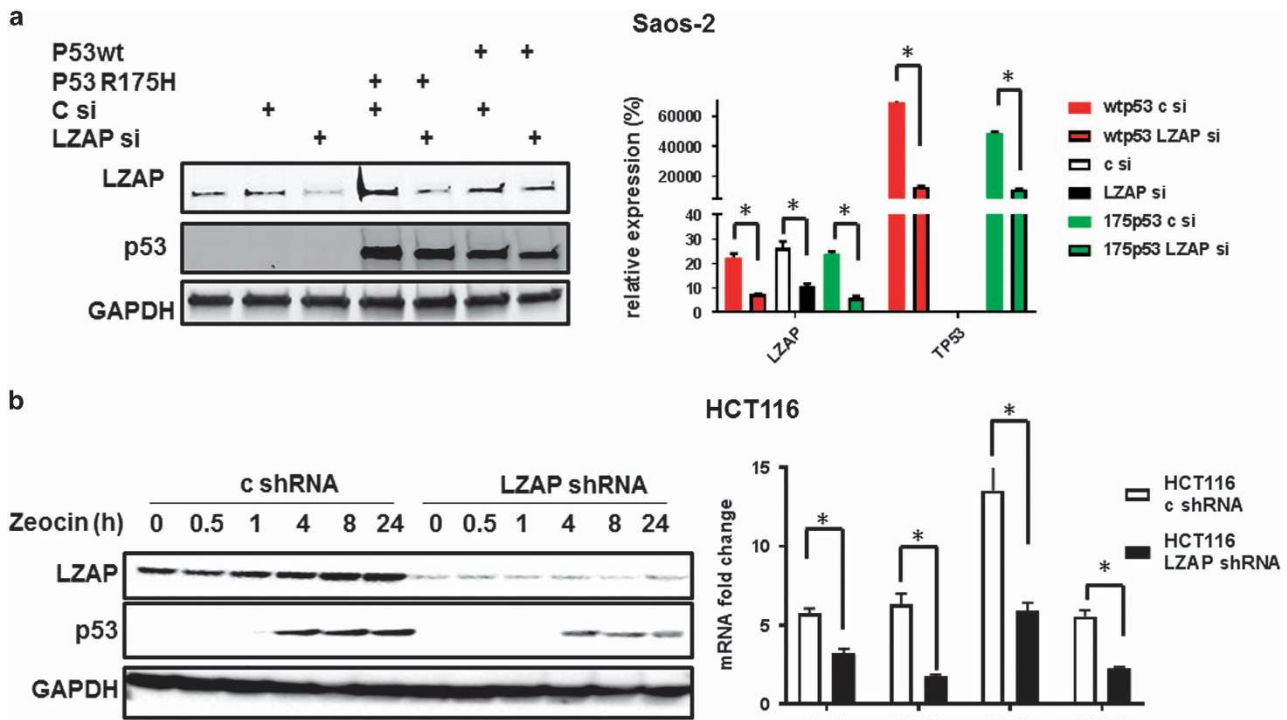 a
P53wt + +
P53 R175H + +
C si + + +
LZAP si + + +
LZAP
p53
GAPDH
Saos-2
relative expression (%)
60000
40000
20000
40
30
20
10
0
* * * * *
LZAP TP53
wtp53 c si
wtp53 LZAP si
c si
LZAP si
175p53 c si
175p53 LZAP si
b
c shRNA LZAP shRNA
Zeocin (h) 0 0.5 1 4 8 24 0 0.5 1 4 8 24
LZAP
p53
GAPDH
HCT116
mRNA fold change
15
10
5
0
* * * *
HCT116
c shRNA
HCT116
LZAP shRNA